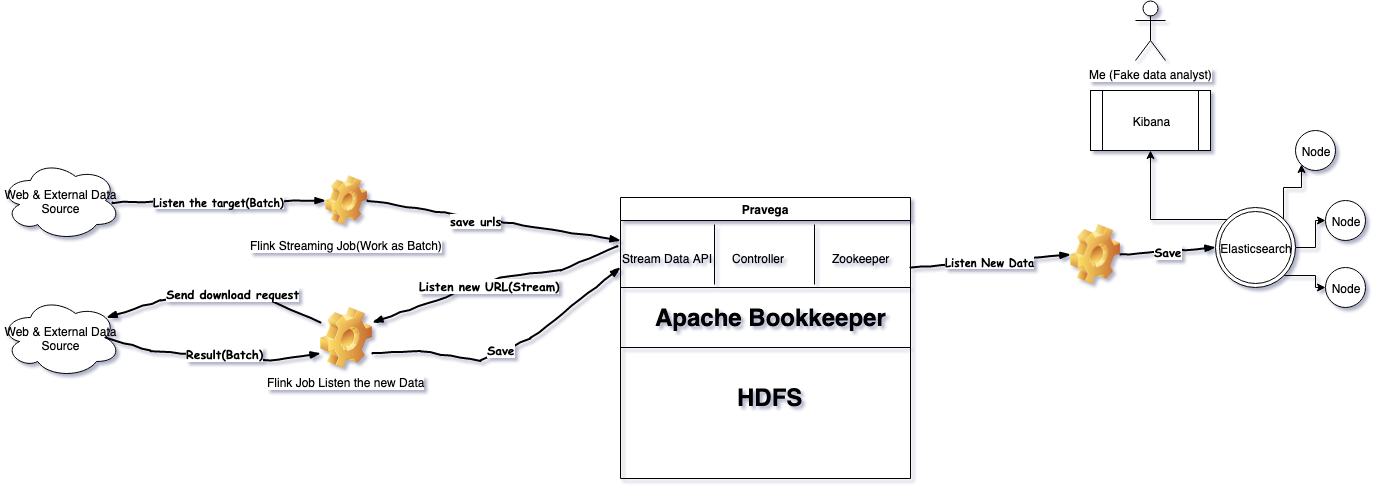 Me (Fake data analyst)
Kibana
Node
Node
Node
Elasticsearch
Web & External Data
Source
Listen the target(Batch)
Flink Streaming Job(Work as Batch)
save urls
Pravega
Stream Data API
Controller
Zookeeper
Apache Bookkeeper
HDFS
Listen New Data
Save
Listen new URL(Stream)
Send download request
Web & External Data
Source
Result(Batch)
Save
Flink Job Listen the new Data